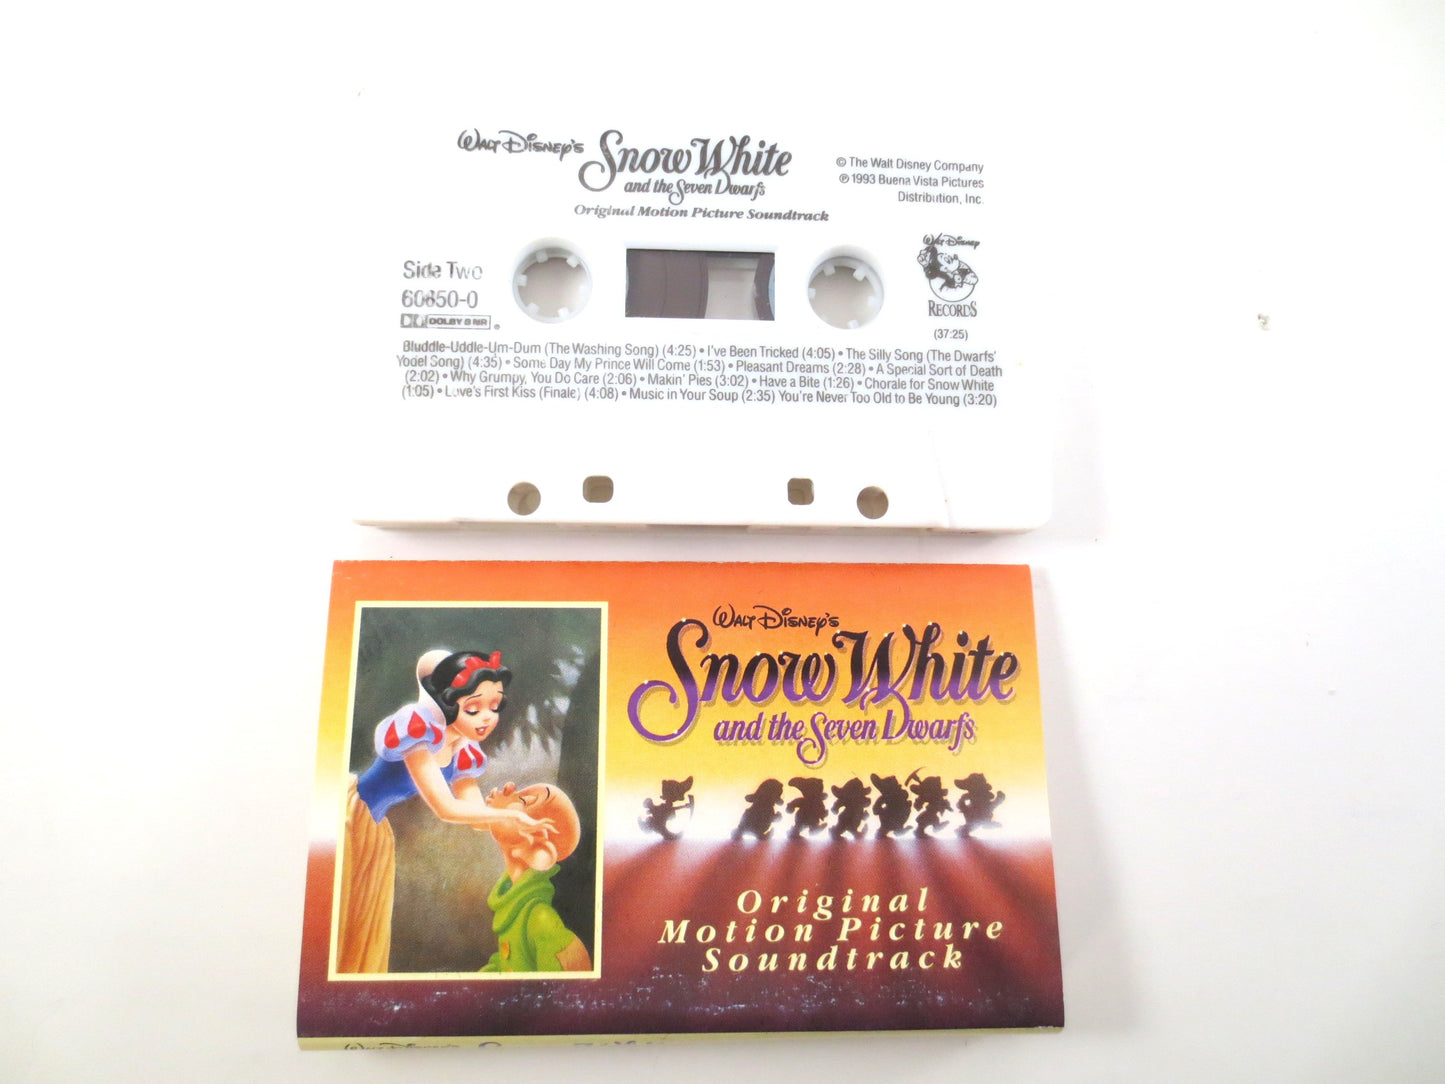 Walt Disney's
Snow White
and the Seven Dwarfs
Original Motion Picture Soundtrack
© The Walt Disney Company
℗ 1993 Buena Vista Pictures
Distribution, Inc.
Side Two
60850-0
DOLBY B NR
Walt Disney
RECORDS
(37:25)
Bluddle-Uddle-Um-Dum (The Washing Song) (4:25) • I've Been Tricked (4:05) • The Silly Song (The Dwarfs'
Yodel Song) (4:35) • Some Day My Prince Will Come (1:53) • Pleasant Dreams (2:28) • A Special Sort of Death
(2:02) • Why Grumpy, You Do Care (2:06) • Makin' Pies (3:02) • Have a Bite (1:26) • Chorale for Snow White
(1:05) • Love's First Kiss (Finale) (4:08) • Music in Your Soup (2:35) You're Never Too Old to Be Young (3:20)
Walt Disney's
Snow White
and the Seven Dwarfs
Original
Motion Picture
Soundtrack